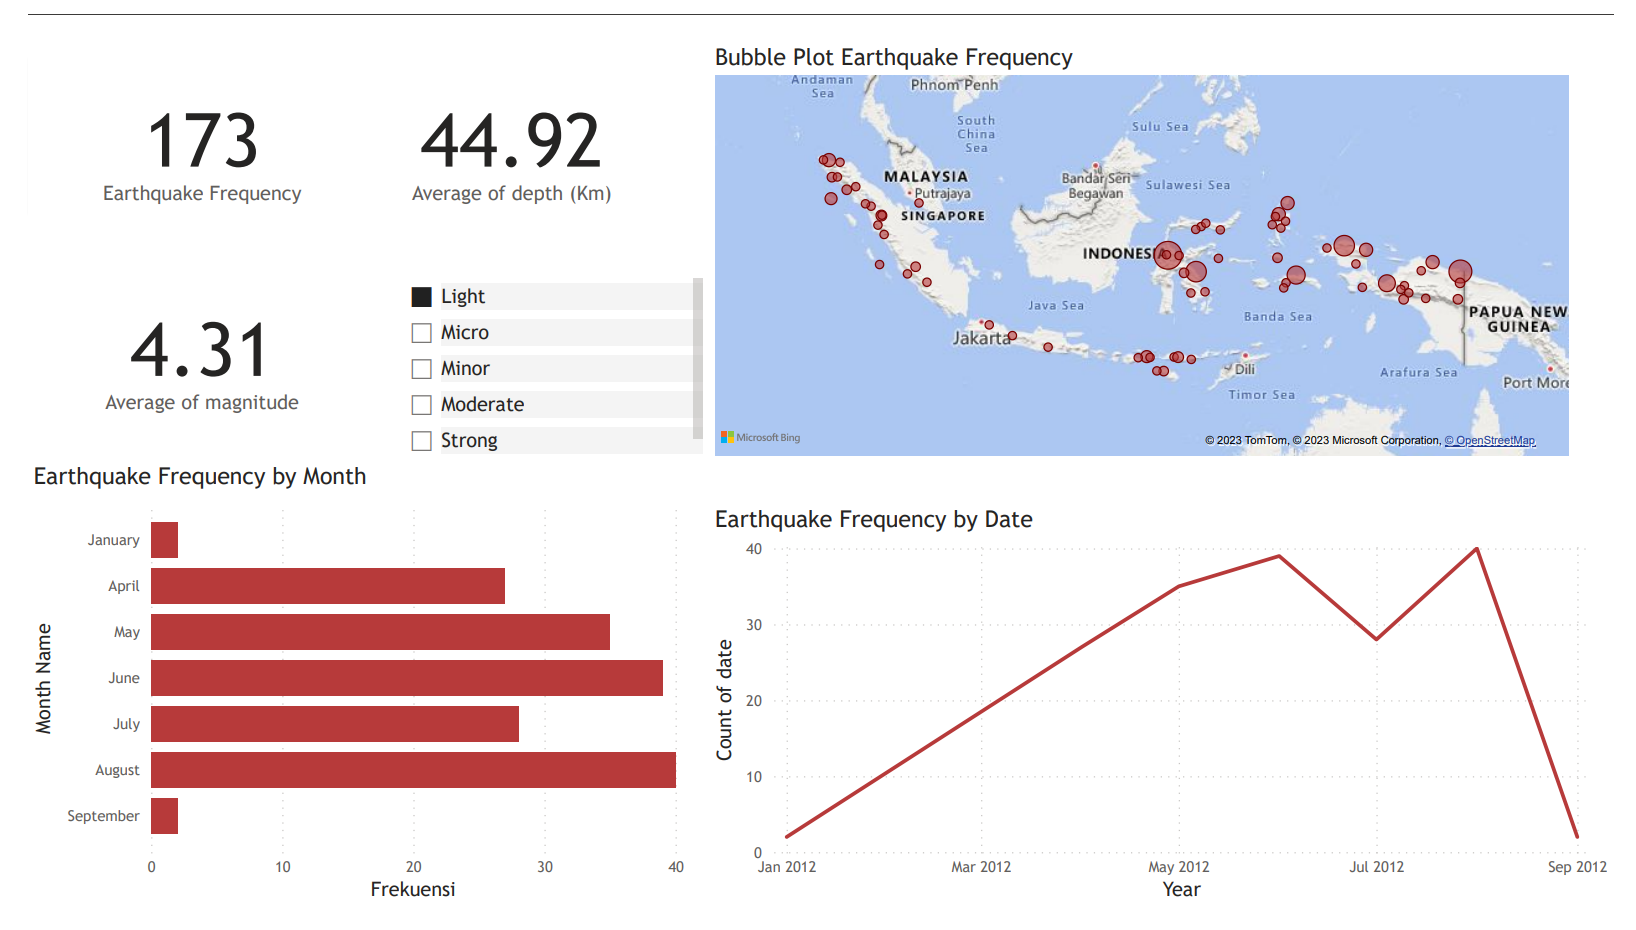 173
Earthquake Frequency
44.92
Average of depth (Km)
4.31
Average of magnitude
Light
Micro
Minor
Moderate
Strong
Bubble Plot Earthquake Frequency
Andaman
Sea
Phnom Penh
South
China
Sea
Sulu Sea
MALAYSIA
Putrajaya
Bandar Seri
Begawan
Sulawesi Sea
SINGAPORE
INDONESIA
Java Sea
Banda Sea
PAPUA NEW
GUINEA
Jakarta
Dili
Arafura Sea
Port More
Timor Sea
Microsoft Bing
© 2023 TomTom, © 2023 Microsoft Corporation, © OpenStreetMap
Earthquake Frequency by Month
Month Name
January
April
May
June
July
August
September
0 10 20 30 40
Frekuensi
Earthquake Frequency by Date
Count of date
40
30
20
10
0
Jan 2012 Mar 2012 May 2012 Jul 2012 Sep 2012
Year